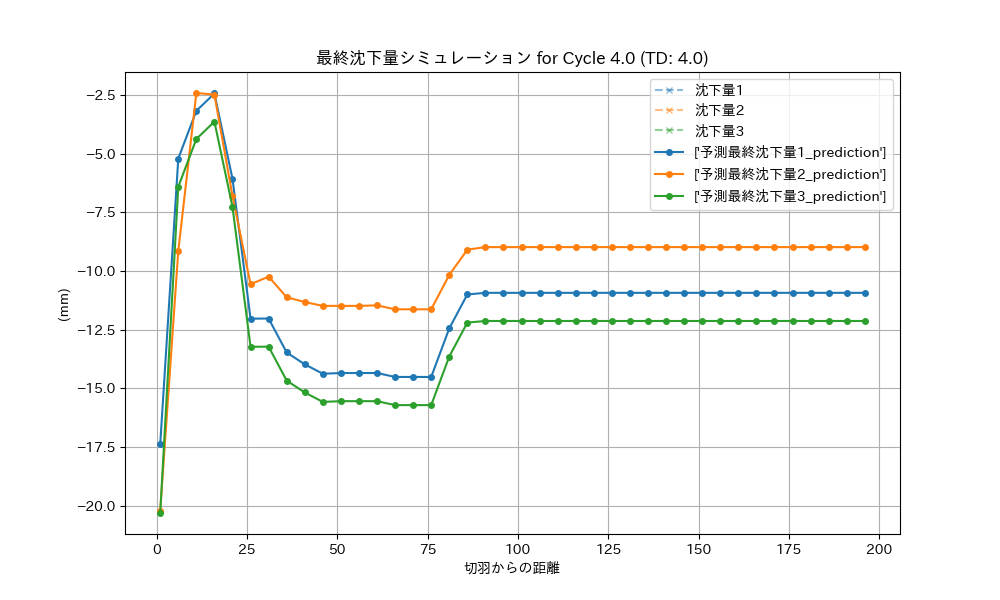 最終沈下量シミュレーション for Cycle 4.0 (TD: 4.0)
沈下量1
沈下量2
沈下量3
['予測最終沈下量1_prediction']
['予測最終沈下量2_prediction']
['予測最終沈下量3_prediction']
(mm)
−2.5
−5.0
−7.5
−10.0
−12.5
−15.0
−17.5
−20.0
0 25 50 75 100 125 150 175 200
切羽からの距離